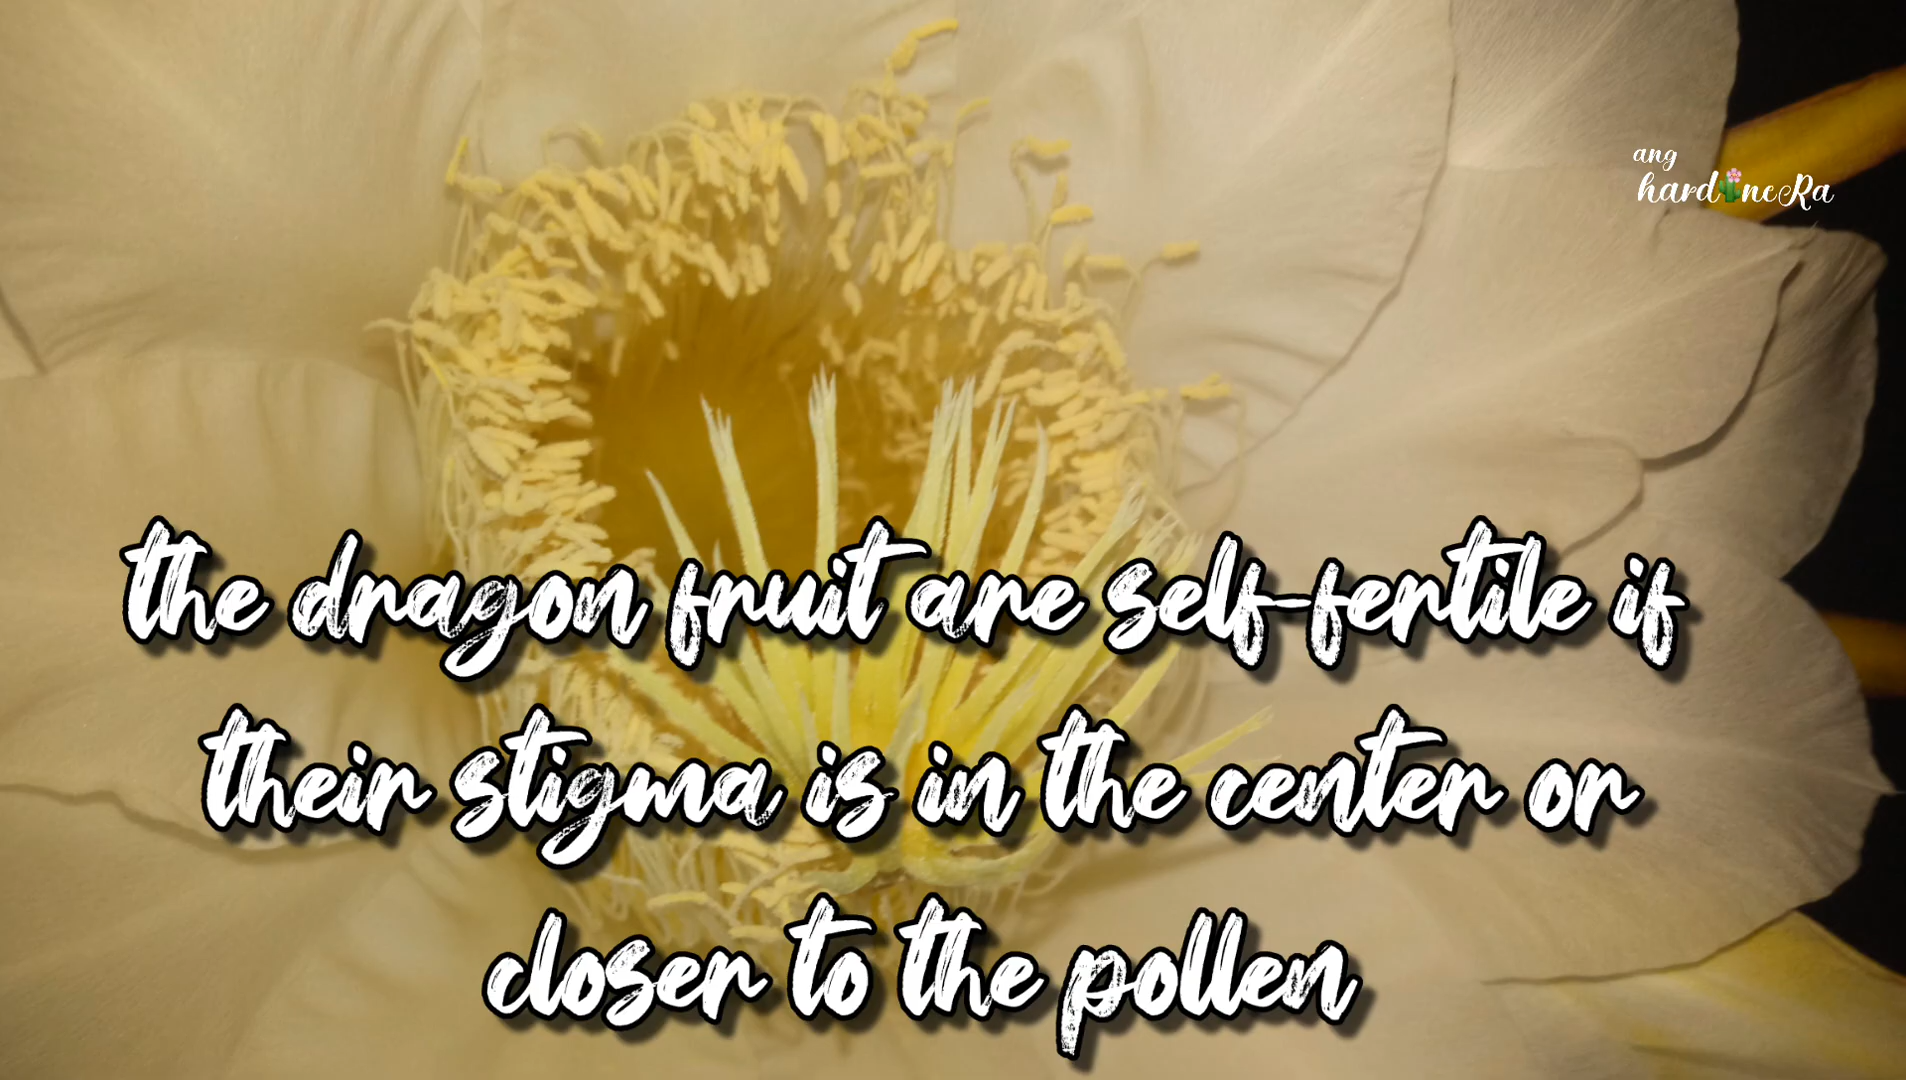 ang
hardineRa
the dragon fruit are self-fertile if
their stigma is in the center or
closer to the pollen